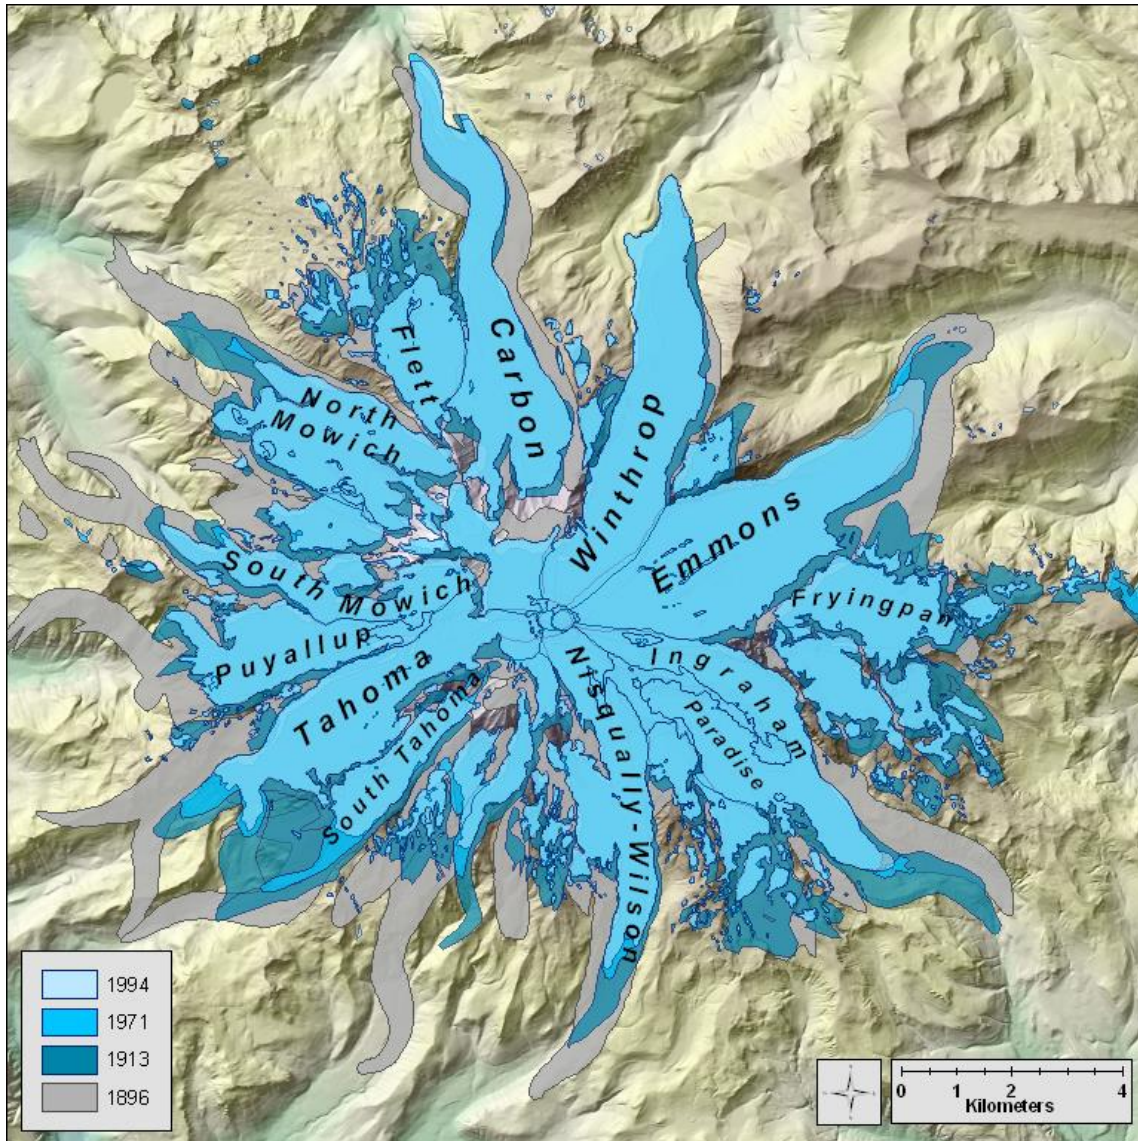 Carbon
Flett
North
Mowich
Winthrop
Emmons
Fryingpan
South Mowich
Puyallup
Tahoma
South Tahoma
Ingraham
Paradise
Nisqually-Wilson
1994
1971
1913
1896
0 1 2 4
Kilometers